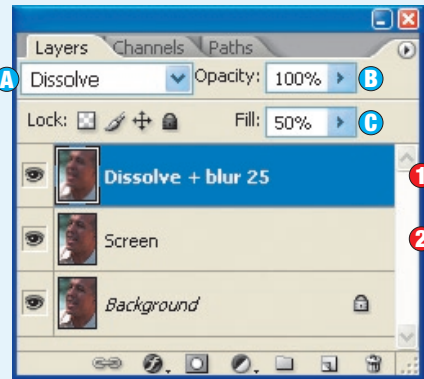 Layers Channels Paths
A Dissolve Opacity: 100% B
Lock: Fill: 50% C
Dissolve + blur 25 1
Screen 2
Background